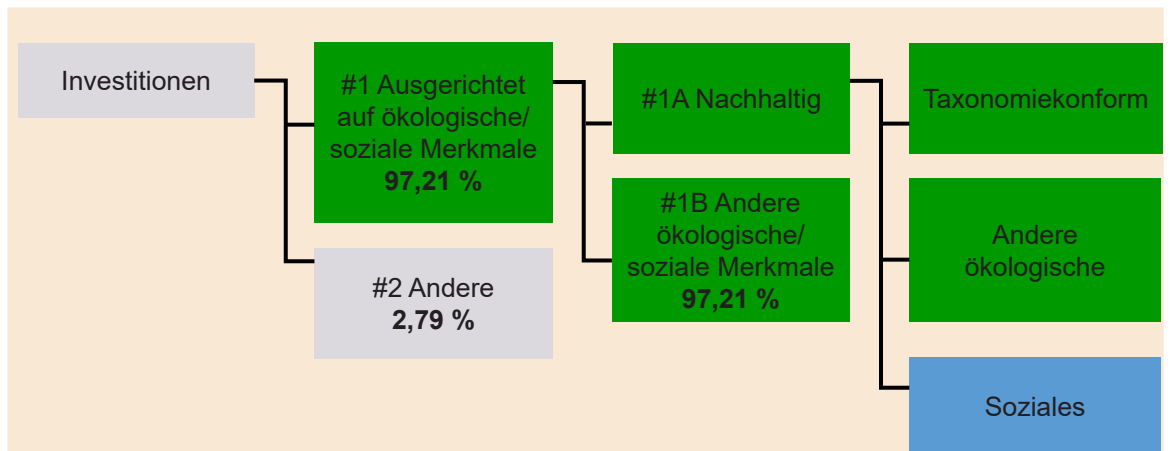 Investitionen
#1 Ausgerichtet
auf ökologische/
soziale Merkmale
97,21 %
#2 Andere
2,79 %
#1A Nachhaltig
#1B Andere
ökologische/
soziale Merkmale
97,21 %
Taxonomiekonform
Andere
ökologische
Soziales